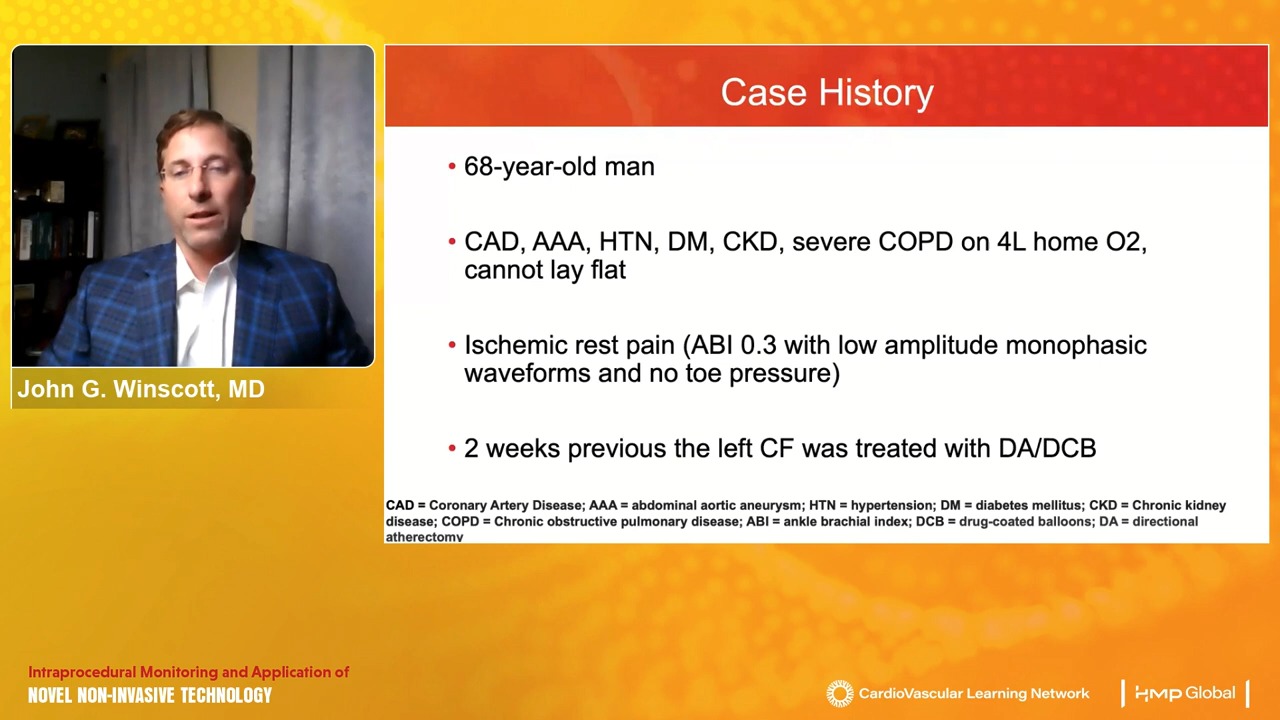 Case History
• 68-year-old man
• CAD, AAA, HTN, DM, CKD, severe COPD on 4L home O2,
cannot lay flat
• Ischemic rest pain (ABI 0.3 with low amplitude monophasic
waveforms and no toe pressure)
• 2 weeks previous the left CF was treated with DA/DCB
CAD = Coronary Artery Disease; AAA = abdominal aortic aneurysm; HTN = hypertension; DM = diabetes mellitus; CKD = Chronic kidney
disease; COPD = Chronic obstructive pulmonary disease; ABI = ankle brachial index; DCB = drug-coated balloons; DA = directional
atherectomy
John G. Winscott, MD
Intraprocedural Monitoring and Application of
NOVEL NON-INVASIVE TECHNOLOGY
CardioVascular Learning Network
HMP Global